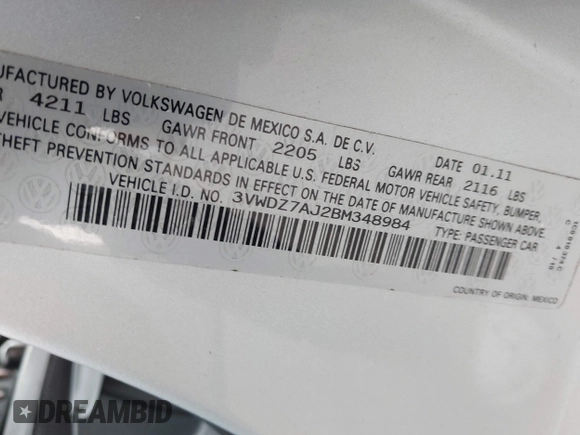 UFACTURED BY VOLKSWAGEN DE MEXICO S.A. DE C.V.
R 4211 LBS GAWR FRONT 2205 LBS GAWR REAR 2116 LBS DATE 01.11
VEHICLE CONFORMS TO ALL APPLICABLE U.S. FEDERAL MOTOR VEHICLE SAFETY, BUMPER,
THEFT PREVENTION STANDARDS IN EFFECT ON THE DATE OF MANUFACTURE SHOWN ABOVE.
VEHICLE I.D. NO. 3VWDZ7AJ2BM348984 TYPE: PASSENGER CAR
COUNTRY OF ORIGIN: MEXICO
DREAMBID